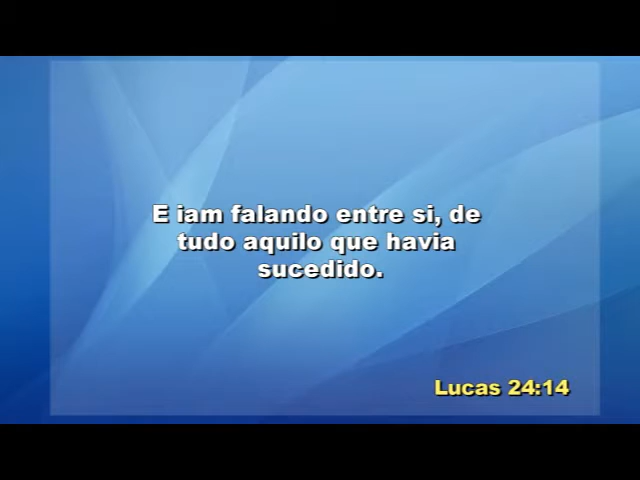 E iam falando entre si, de
tudo aquilo que havia
sucedido.
Lucas 24:14